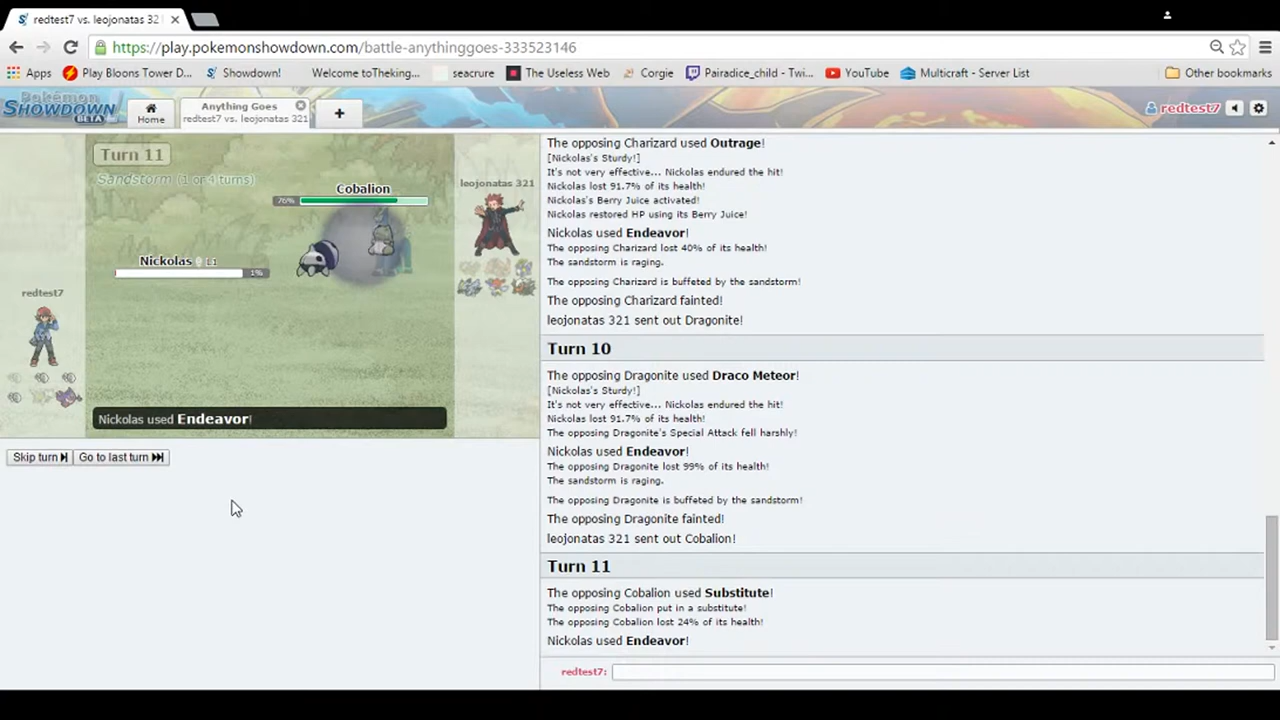 redtest7 vs. leojonatas 32
https://play.pokemonshowdown.com/battle-anythinggoes-333523146
Apps Play Bloons Tower D... Showdown! Welcome toTheking,... seacrure The Useless Web Corgie Pairadice_child - Twi... YouTube Multicraft - Server List Other bookmarks
Pokémon
SHOWDOWN
BETA
Home
Anything Goes
redtest7 vs. leojonatas 321
redtest7
Turn 11
Sandstorm (1 or 4 turns)
Cobalion
76%
leojonatas 321
Nickolas L1
1%
redtest7
Nickolas used Endeavor!
Skip turn Go to last turn
The opposing Charizard used Outrage!
[Nickolas's Sturdy!]
It's not very effective... Nickolas endured the hit!
Nickolas lost 91.7% of its health!
Nickolas's Berry Juice activated!
Nickolas restored HP using its Berry Juice!
Nickolas used Endeavor!
The opposing Charizard lost 40% of its health!
The sandstorm is raging.
The opposing Charizard is buffeted by the sandstorm!
The opposing Charizard fainted!
leojonatas 321 sent out Dragonite!
Turn 10
The opposing Dragonite used Draco Meteor!
[Nickolas's Sturdy!]
It's not very effective... Nickolas endured the hit!
Nickolas lost 91.7% of its health!
The opposing Dragonite's Special Attack fell harshly!
Nickolas used Endeavor!
The opposing Dragonite lost 99% of its health!
The sandstorm is raging.
The opposing Dragonite is buffeted by the sandstorm!
The opposing Dragonite fainted!
leojonatas 321 sent out Cobalion!
Turn 11
The opposing Cobalion used Substitute!
The opposing Cobalion put in a substitute!
The opposing Cobalion lost 24% of its health!
Nickolas used Endeavor!
redtest7: